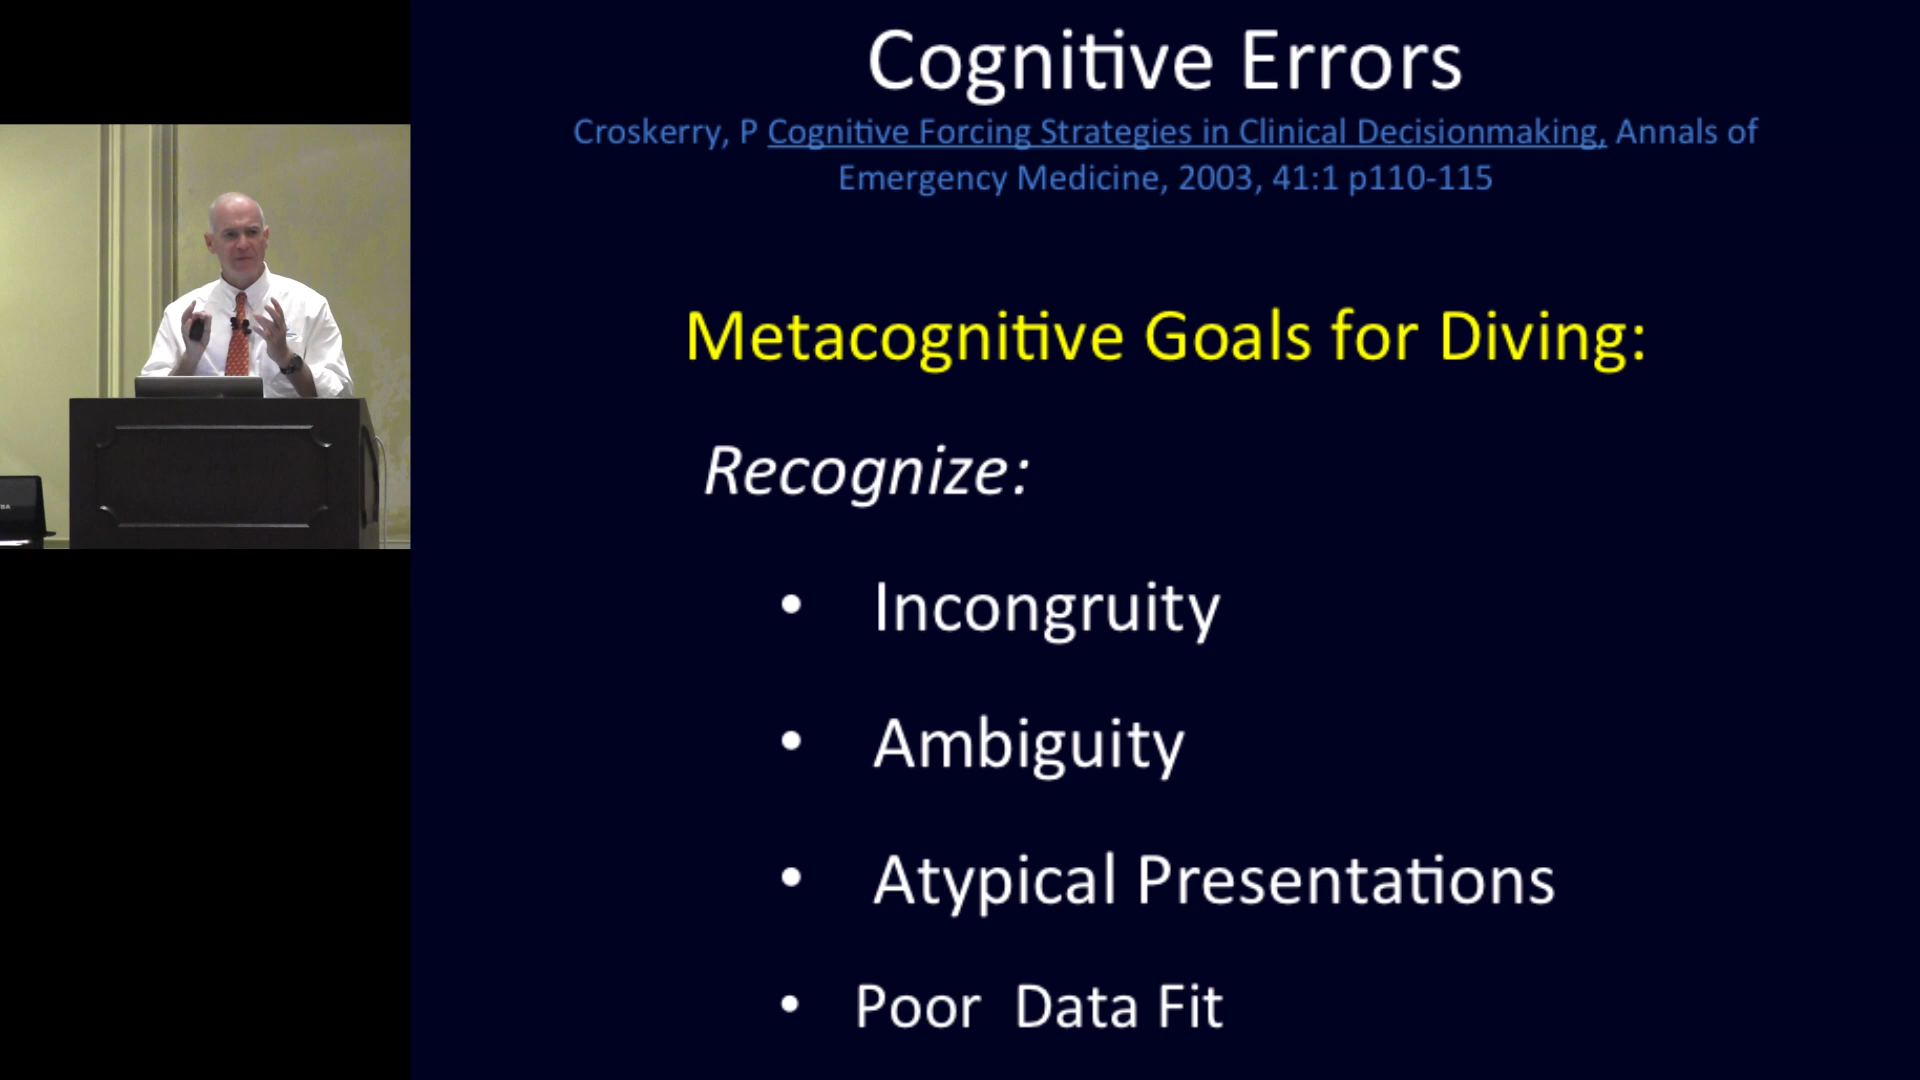 Cognitive Errors
Croskerry, P Cognitive Forcing Strategies in Clinical Decisionmaking, Annals of
Emergency Medicine, 2003, 41:1 p110-115
Metacognitive Goals for Diving:
Recognize:
• Incongruity
• Ambiguity
• Atypical Presentations
• Poor Data Fit